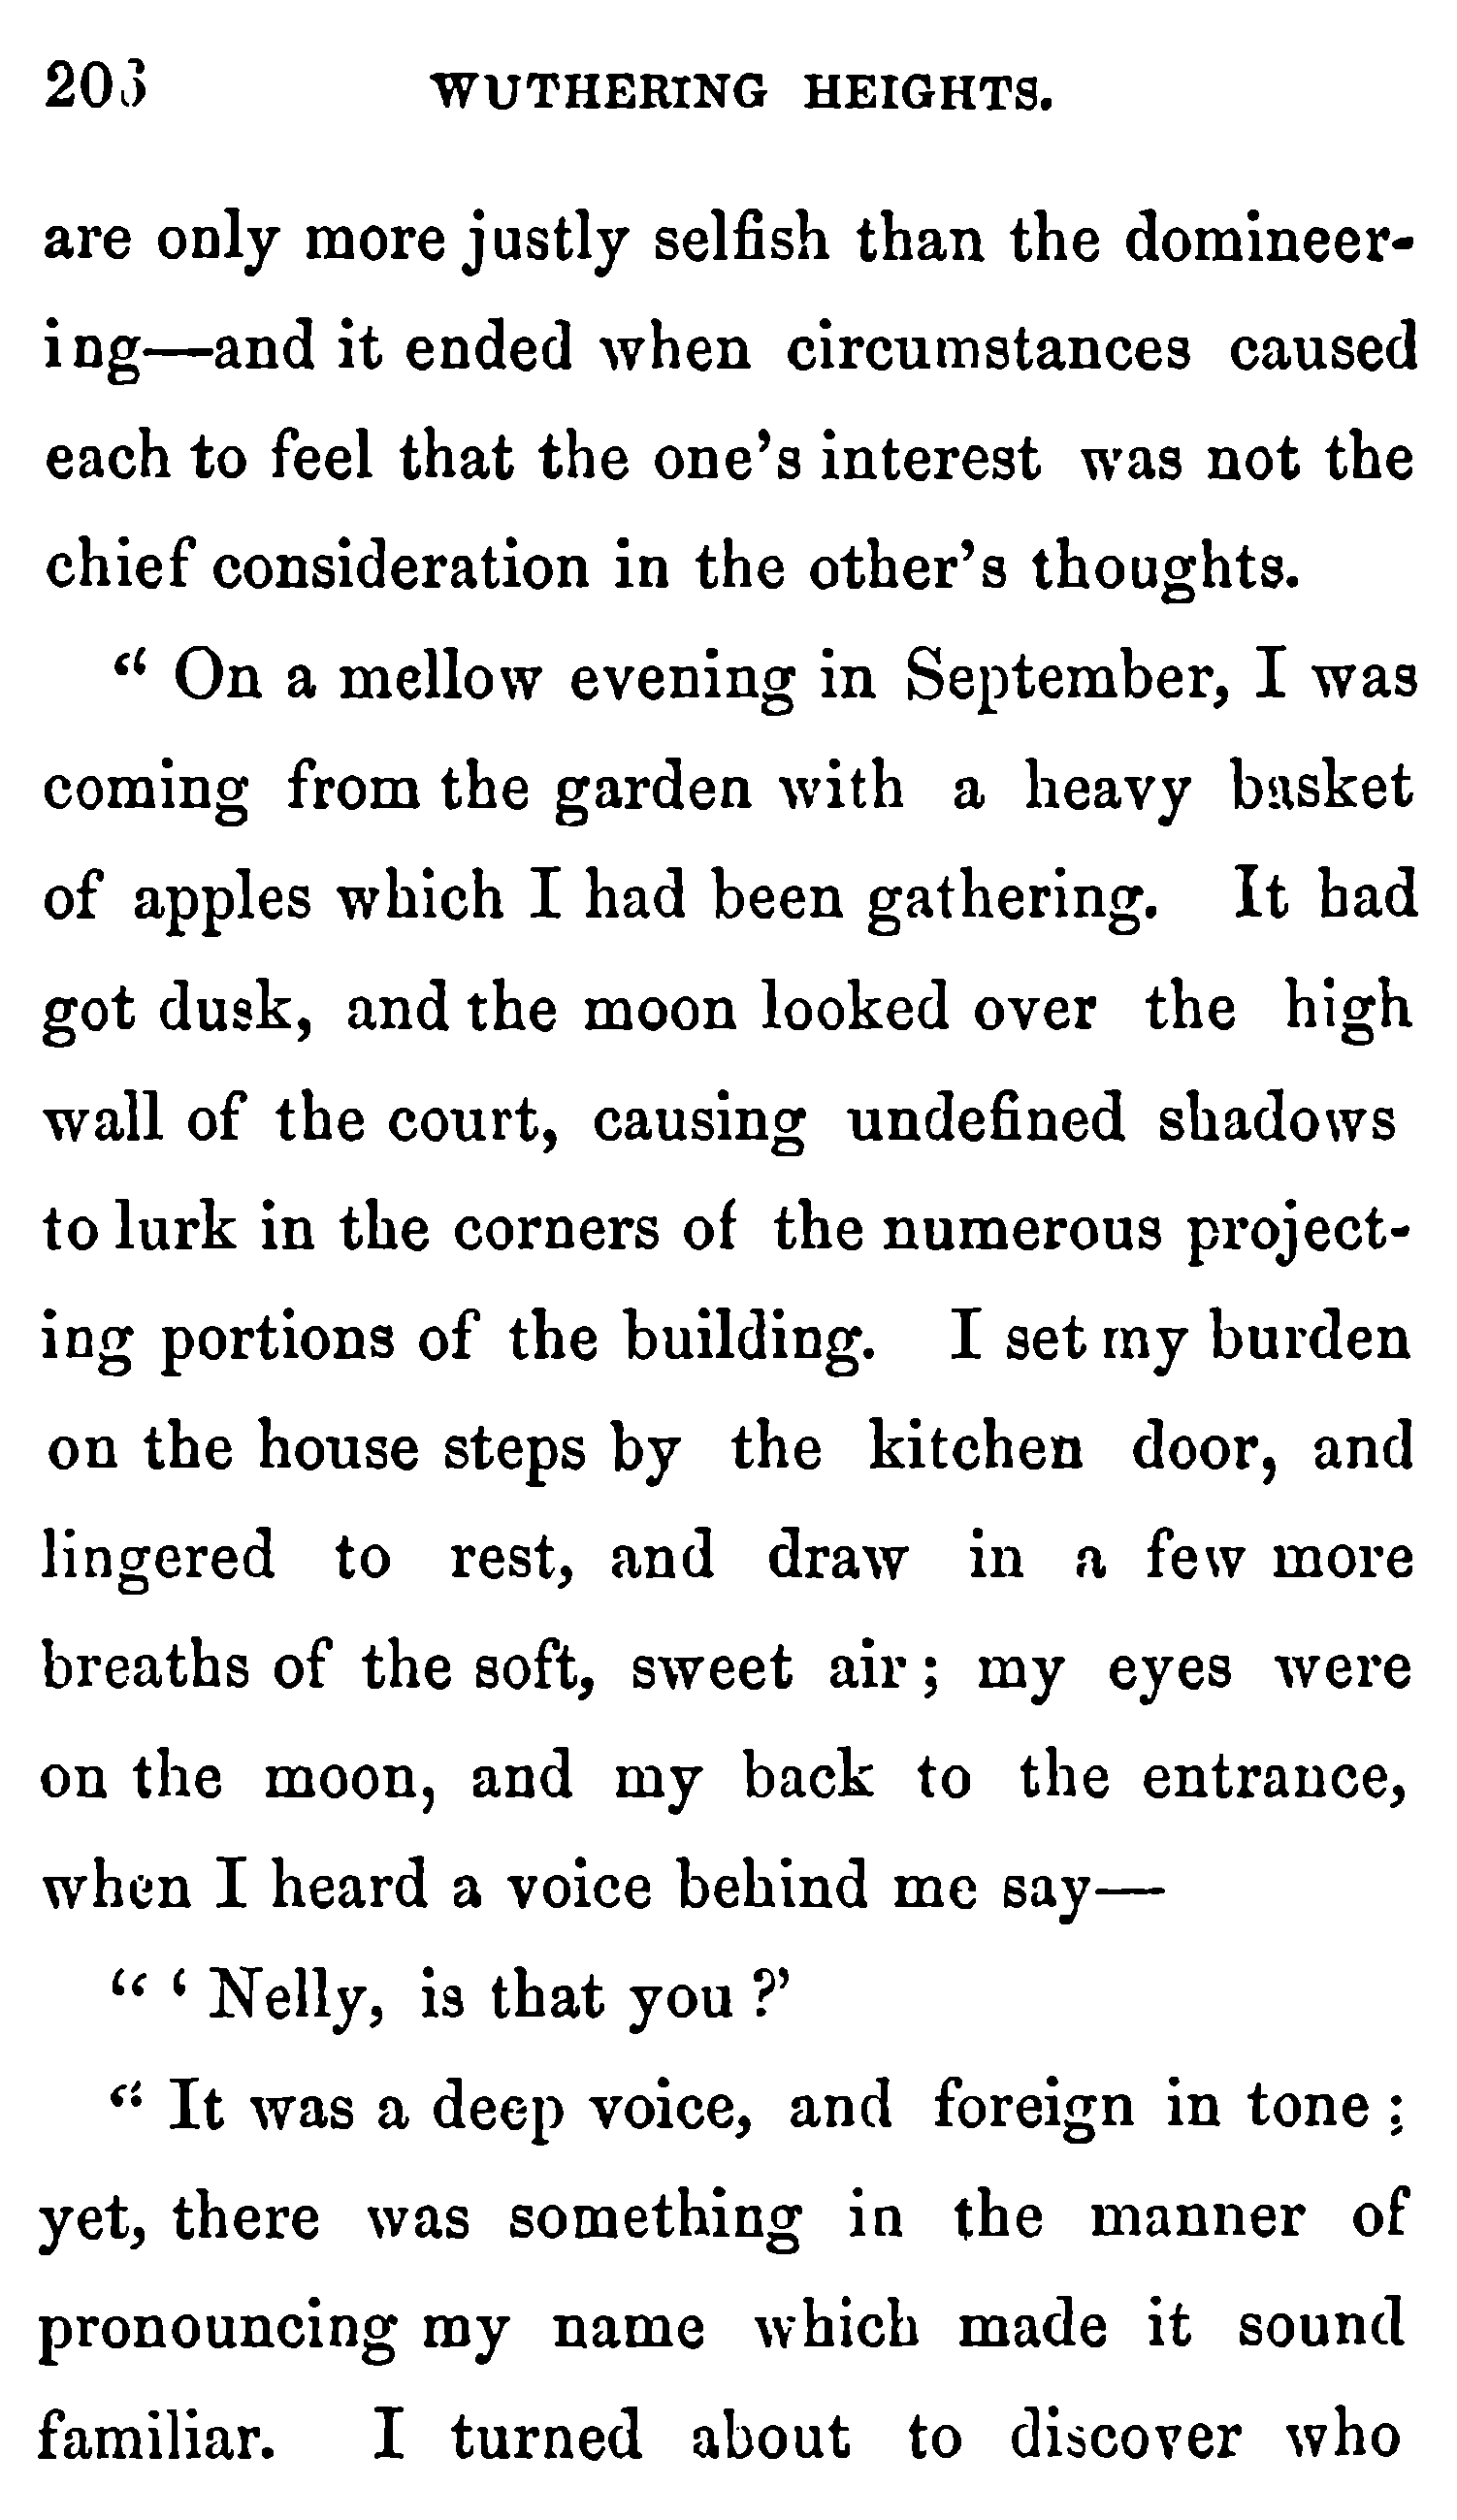 206 WUTHERING HEIGHTS.
are only more justly selfish than the domineer-
ing—and it ended when circumstances caused
each to feel that the one's interest was not the
chief consideration in the other's thoughts.
“ On a mellow evening in September, I was
coming from the garden with a heavy basket
of apples which I had been gathering. It had
got dusk, and the moon looked over the high
wall of the court, causing undefined shadows
to lurk in the corners of the numerous project-
ing portions of the building. I set my burden
on the house steps by the kitchen door, and
lingered to rest, and draw in a few more
breaths of the soft, sweet air ; my eyes were
on the moon, and my back to the entrance,
when I heard a voice behind me say—
“ ‘ Nelly, is that you ?’
“ It was a deep voice, and foreign in tone ;
yet, there was something in the manner of
pronouncing my name which made it sound
familiar. I turned about to discover who